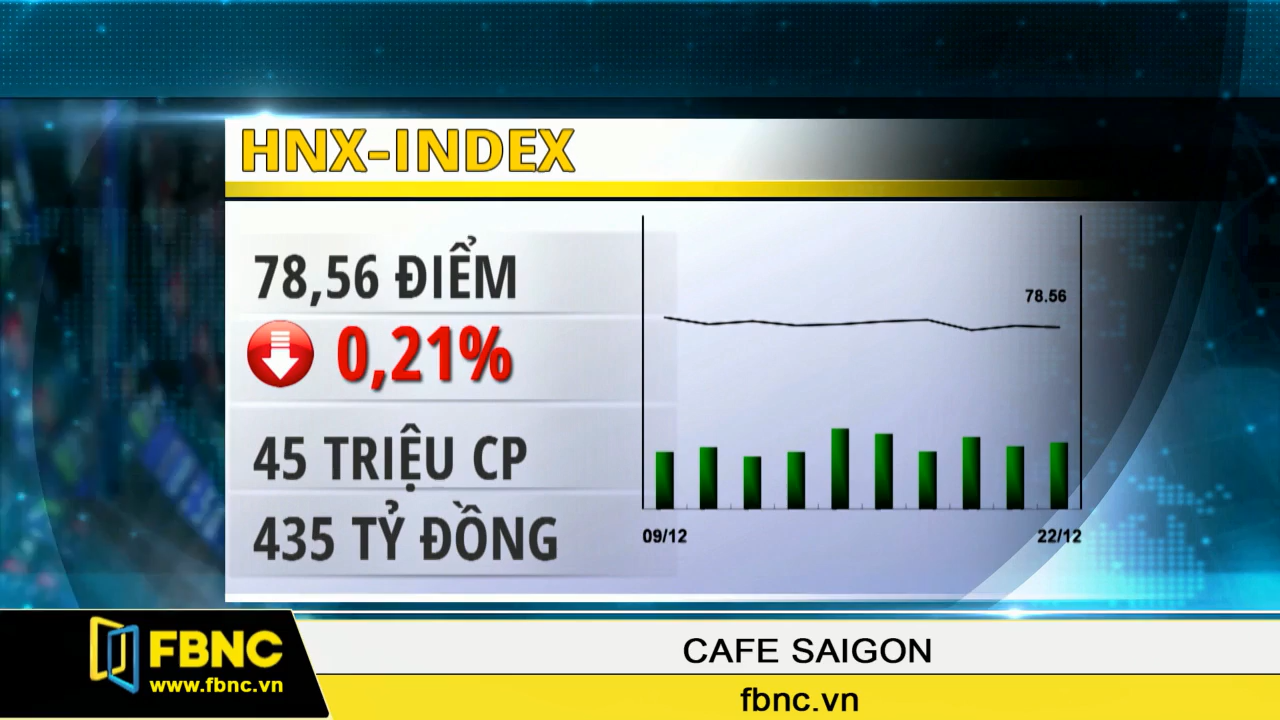 HNX-INDEX
78,56 ĐIỂM
0,21%
45 TRIỆU CP
435 TỶ ĐỒNG
78.56
09/12
22/12
FBNC
www.fbnc.vn
CAFE SAIGON
fbnc.vn